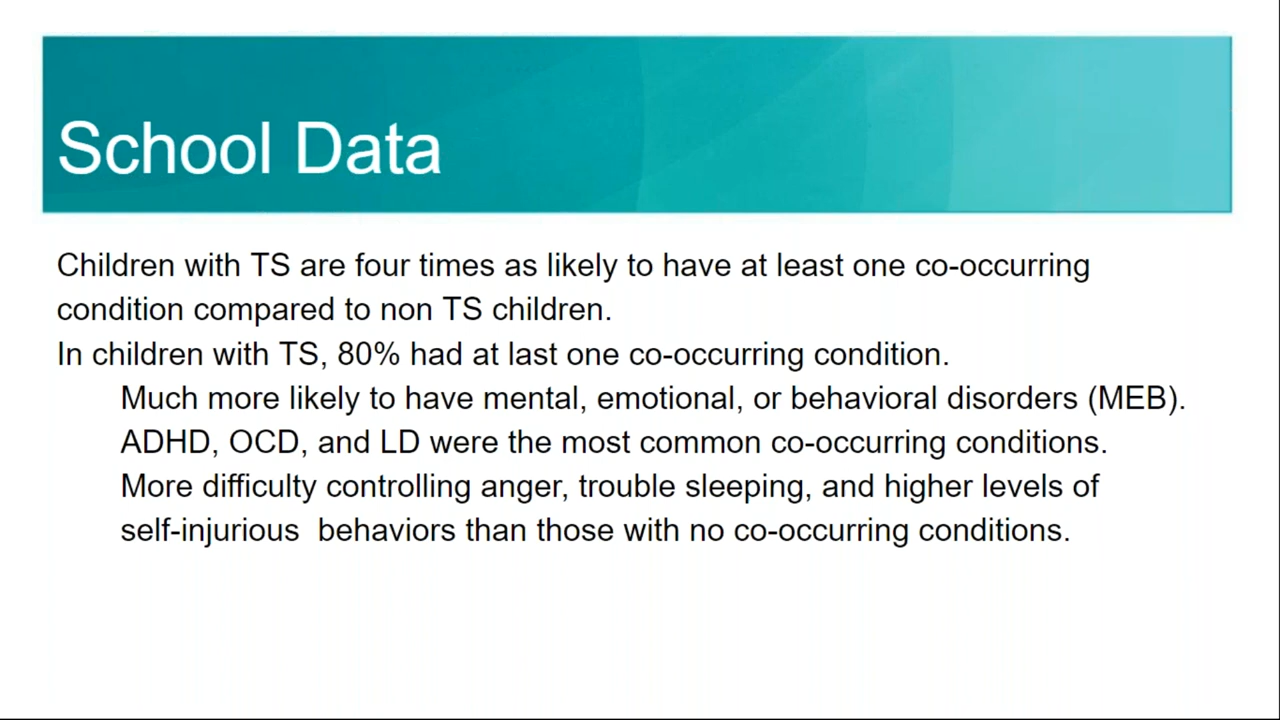 School Data
Children with TS are four times as likely to have at least one co-occurring
condition compared to non TS children.
In children with TS, 80% had at last one co-occurring condition.
Much more likely to have mental, emotional, or behavioral disorders (MEB).
ADHD, OCD, and LD were the most common co-occurring conditions.
More difficulty controlling anger, trouble sleeping, and higher levels of
self-injurious  behaviors than those with no co-occurring conditions.